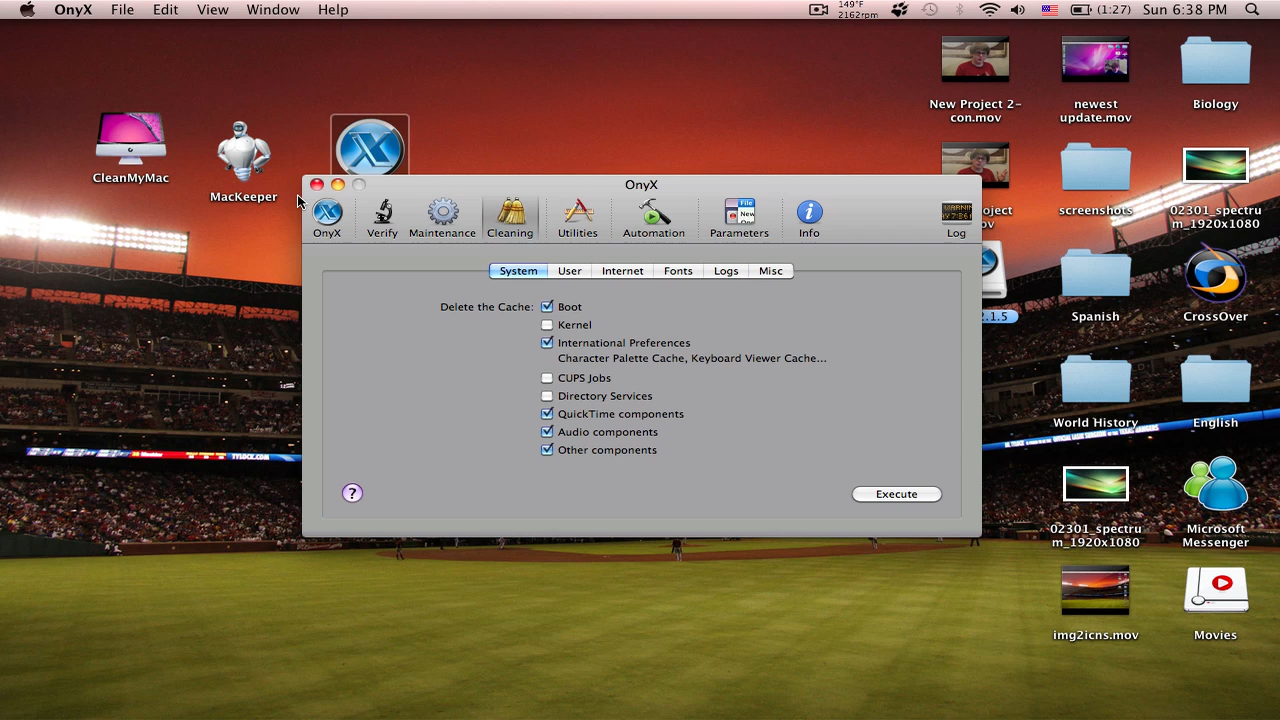 OnyX File Edit View Window Help
149°F
2162rpm
(1:27) Sun 6:38 PM
New Project 2-
con.mov
newest
update.mov
Biology
CleanMyMac
MacKeeper
OnyX
OnyX Verify Maintenance Cleaning Utilities Automation Parameters Info Log
File
New
System User Internet Fonts Logs Misc
Delete the Cache: Boot
Kernel
International Preferences
Character Palette Cache, Keyboard Viewer Cache...
CUPS Jobs
Directory Services
QuickTime components
Audio components
Other components
?
Execute
screenshots
02301_spectru
m_1920x1080
Spanish
CrossOver
World History
English
02301_spectru
m_1920x1080
Microsoft
Messenger
img2icns.mov
Movies